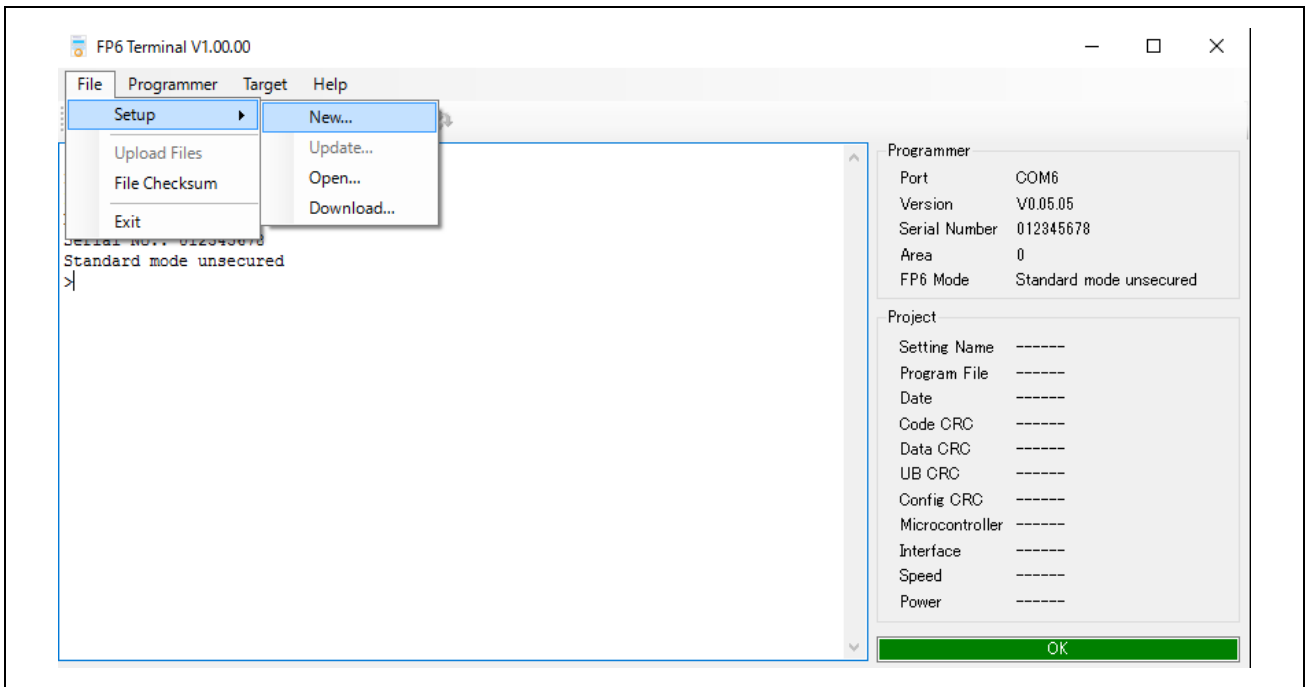 FP6 Terminal V1.00.00
File Programmer Target Help
Setup
Upload Files
File Checksum
Exit
New...
Update...
Open...
Download...
Serial No.: 012345678
Standard mode unsecured
>
Programmer
Port COM6
Version V0.05.05
Serial Number 012345678
Area 0
FP6 Mode Standard mode unsecured
Project
Setting Name ------
Program File ------
Date ------
Code CRC ------
Data CRC ------
UB CRC ------
Config CRC ------
Microcontroller ------
Interface ------
Speed ------
Power ------
OK